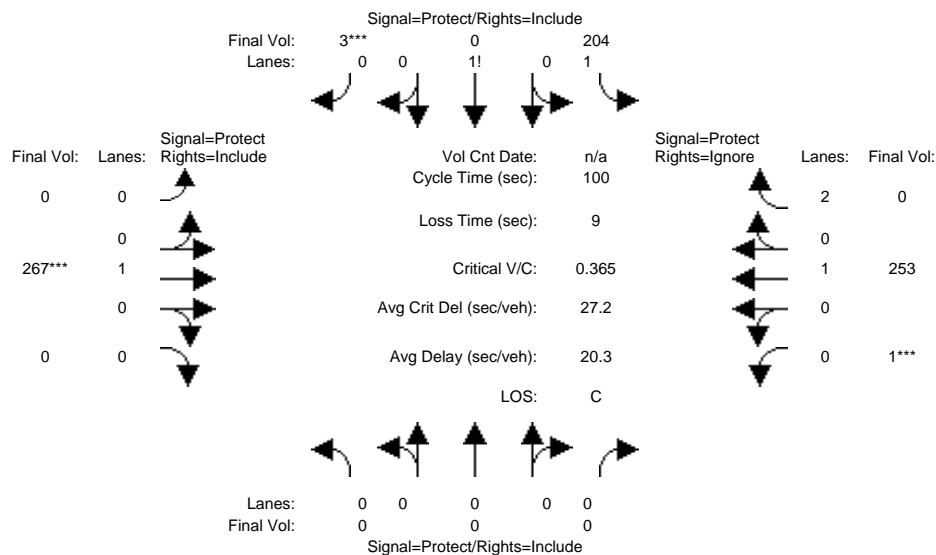 Signal=Protect/Rights=Include
Final Vol: 3*** 0 204
Lanes: 0 0 1! 0 1
Signal=Protect
Final Vol: Lanes: Rights=Include
Vol Cnt Date: n/a
Signal=Protect
Rights=Ignore Lanes: Final Vol:
Cycle Time (sec): 100
0 0
2 0
Loss Time (sec): 9
0
0
267*** 1
Critical V/C: 0.365
1 253
0
Avg Crit Del (sec/veh): 27.2
0
0 0
Avg Delay (sec/veh): 20.3
0 1***
LOS: C
Lanes: 0 0 0 0 0
Final Vol: 0 0 0
Signal=Protect/Rights=Include